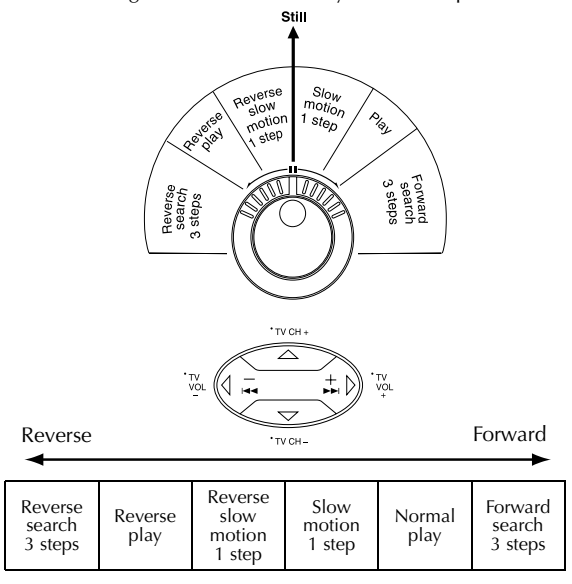 Still
Reverse
search
3 steps
Reverse
play
Reverse
slow
motion
1 step
Slow
motion
1 step
Play
Forward
search
3 steps
* TV CH +
* TV
VOL
–
–
+
* TV
VOL
+
* TV CH –
Reverse
Forward
Reverse
search
3 steps
Reverse
play
Reverse
slow
motion
1 step
Slow
motion
1 step
Normal
play
Forward
search
3 steps